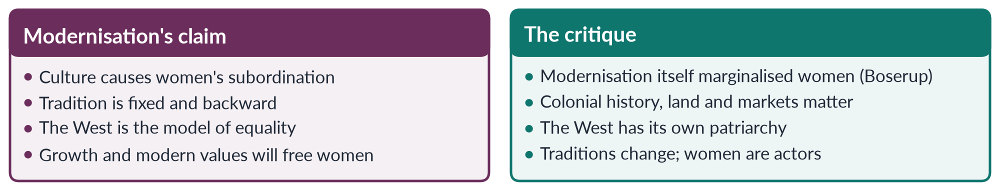 Modernisation's claim
• Culture causes women's subordination
• Tradition is fixed and backward
• The West is the model of equality
• Growth and modern values will free women
The critique
• Modernisation itself marginalised women (Boserup)
• Colonial history, land and markets matter
• The West has its own patriarchy
• Traditions change; women are actors